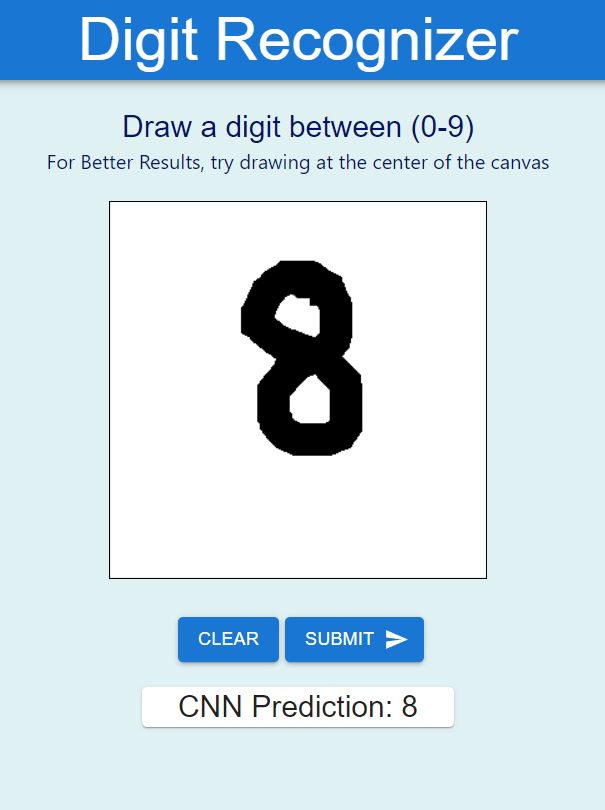 Digit Recognizer
Draw a digit between (0-9)
For Better Results, try drawing at the center of the canvas
8
CLEAR SUBMIT
CNN Prediction: 8